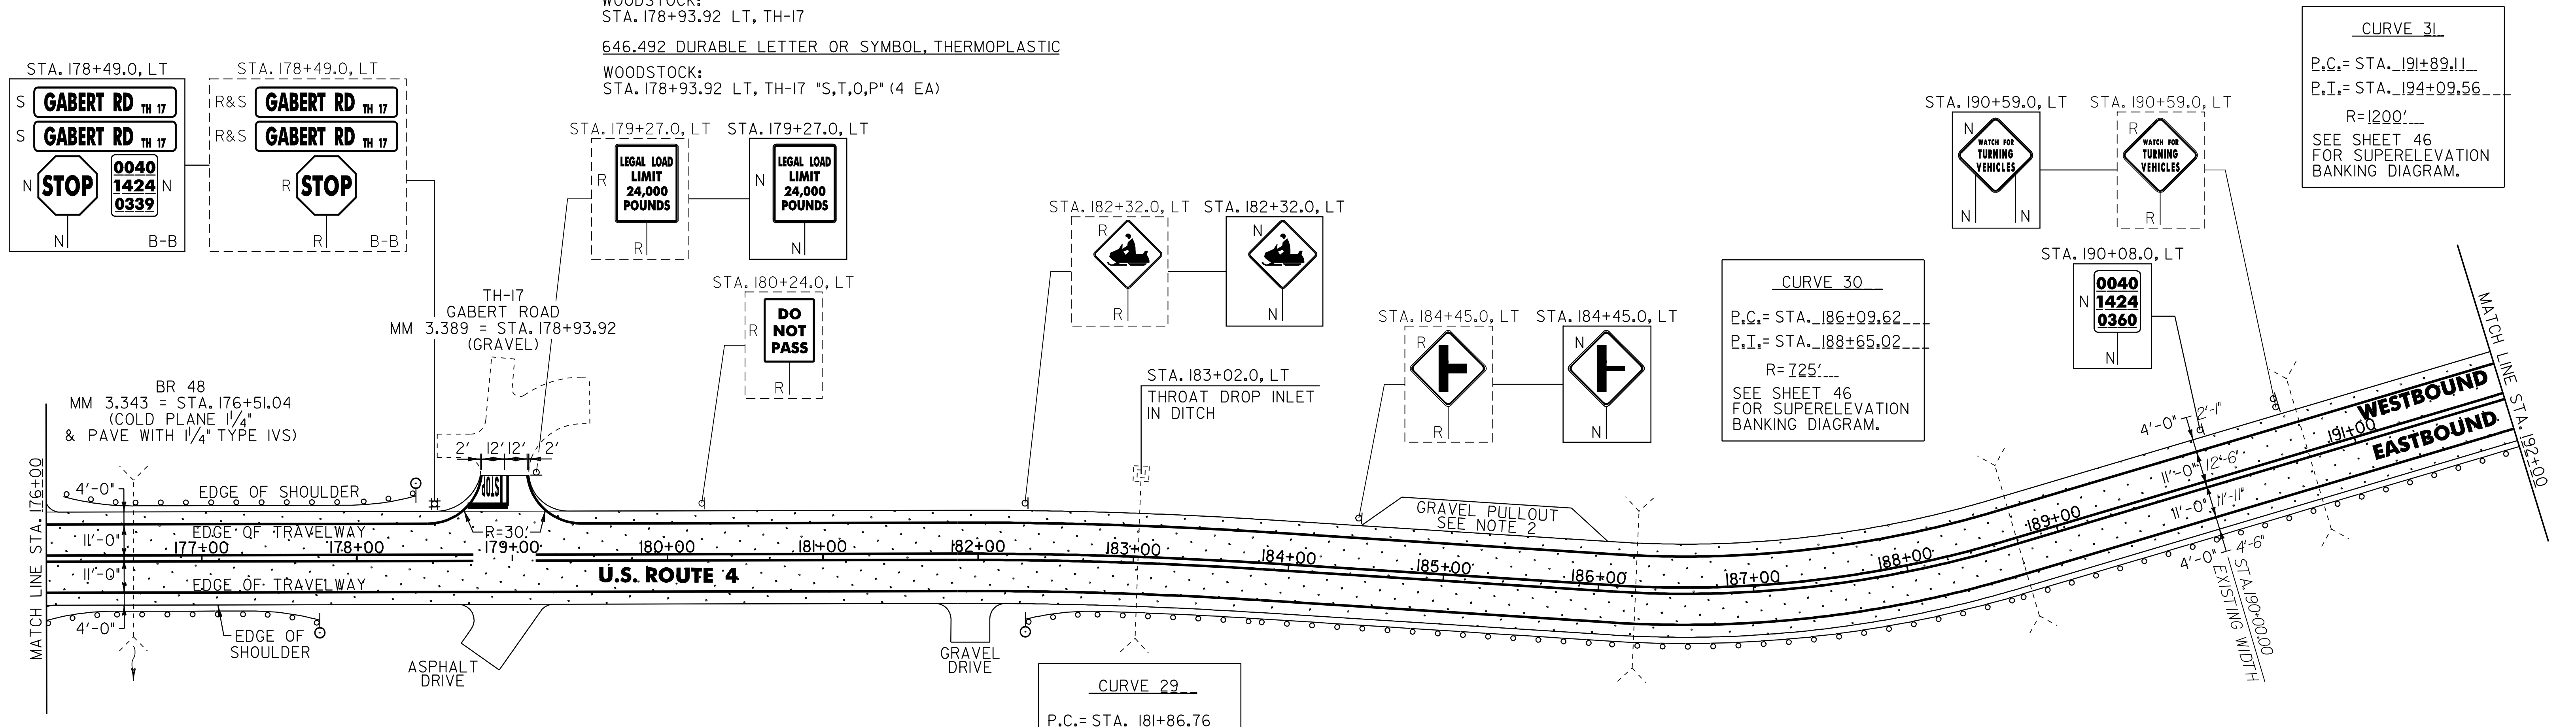 WOODSTOCK:
STA. 178+93.92 LT, TH-17
646.492 DURABLE LETTER OR SYMBOL, THERMOPLASTIC
WOODSTOCK:
STA. 178+93.92 LT, TH-17 "S,T,O,P" (4 EA)
STA. 178+49.0, LT
S GABERT RD TH 17
S GABERT RD TH 17
N STOP
0040
1424 N
0339
N B-B
STA. 178+49.0, LT
R&S GABERT RD TH 17
R&S GABERT RD TH 17
R STOP
R B-B
STA. 179+27.0, LT
LEGAL LOAD
LIMIT
R 24,000
POUNDS
R
STA. 179+27.0, LT
LEGAL LOAD
LIMIT
N 24,000
POUNDS
N
STA. 180+24.0, LT
DO
R NOT
PASS
R
STA. 182+32.0, LT
R
R
STA. 182+32.0, LT
N
N
STA. 184+45.0, LT
R
R
STA. 184+45.0, LT
N
N
STA. 190+59.0, LT
N
WATCH FOR
TURNING
VEHICLES
N N
STA. 190+59.0, LT
R
WATCH FOR
TURNING
VEHICLES
R
STA. 190+08.0, LT
0040
N 1424
0360
N
CURVE 31
P.C.= STA. 191+89.11
P.T.= STA. 194+09.56
R= 1200'
SEE SHEET 46
FOR SUPERELEVATION
BANKING DIAGRAM.
CURVE 30
P.C.= STA. 186+09.62
P.T.= STA. 188+65.02
R= 725'
SEE SHEET 46
FOR SUPERELEVATION
BANKING DIAGRAM.
TH-17
GABERT ROAD
MM 3.389 = STA. 178+93.92
(GRAVEL)
BR 48
MM 3.343 = STA. 176+51.04
(COLD PLANE 1 1/4"
& PAVE WITH 1 1/4" TYPE IVS)
STA. 183+02.0, LT
THROAT DROP INLET
IN DITCH
2' 12' 12' 2'
STOP
R=30'
GRAVEL PULLOUT
SEE NOTE 2
MATCH LINE STA. 176+00
4'-0"
EDGE OF SHOULDER
11'-0"
EDGE OF TRAVELWAY
177+00 178+00 179+00 180+00 181+00 182+00 183+00 184+00 185+00 186+00 187+00 188+00 189+00 191+00
11'-0"
EDGE OF TRAVELWAY
U.S. ROUTE 4
4'-0"
EDGE OF
SHOULDER
ASPHALT
DRIVE
GRAVEL
DRIVE
WESTBOUND
EASTBOUND
4'-0" 2'-1"
11'-0" 12'-6"
11'-0" 11'-11"
4'-0" 4'-6"
STA.190+00.00
EXISTING WIDTH
MATCH LINE STA. 192+00
CURVE 29
P.C.= STA. 181+86.76